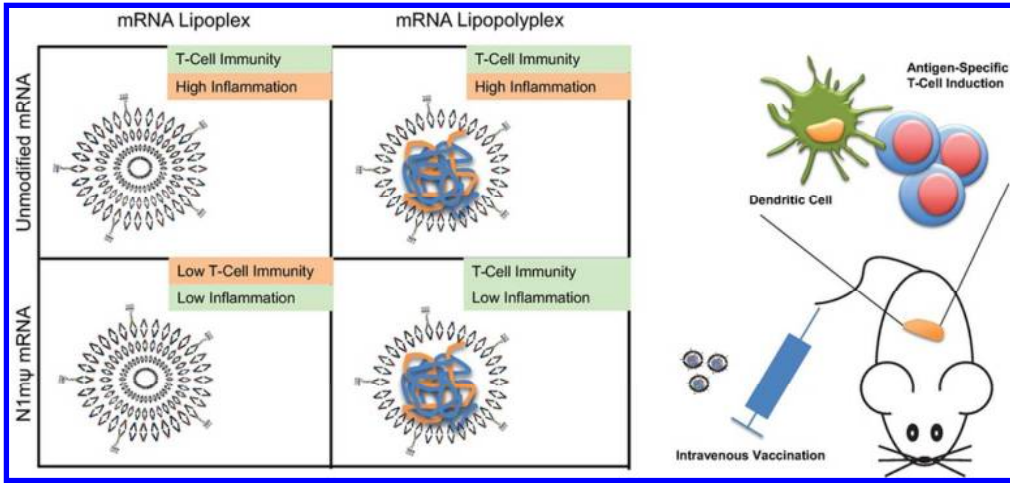 mRNA Lipoplex
mRNA Lipopolyplex
Unmodified mRNA
T-Cell Immunity
High Inflammation
T-Cell Immunity
High Inflammation
N1mψ mRNA
Low T-Cell Immunity
Low Inflammation
T-Cell Immunity
Low Inflammation
Antigen-Specific
T-Cell Induction
Dendritic Cell
Intravenous Vaccination